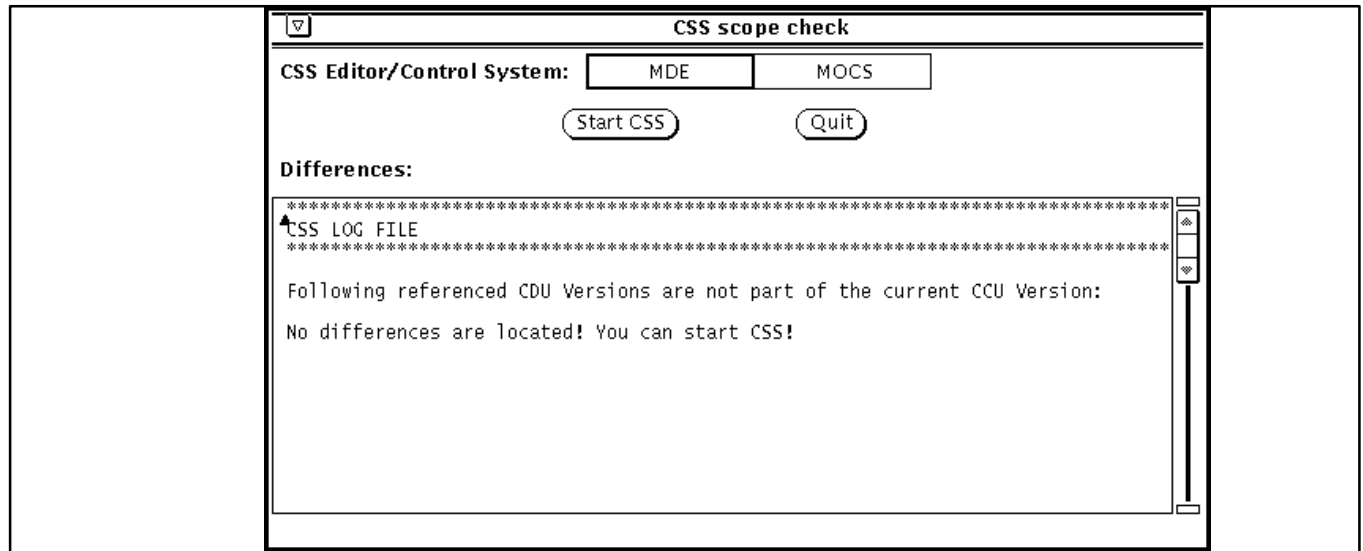 CSS scope check
CSS Editor/Control System: MDE MOCS
Start CSS Quit
Differences:
********************************************************************************
CSS LOG FILE
********************************************************************************
Following referenced CDU Versions are not part of the current CCU Version:
No differences are located! You can start CSS!